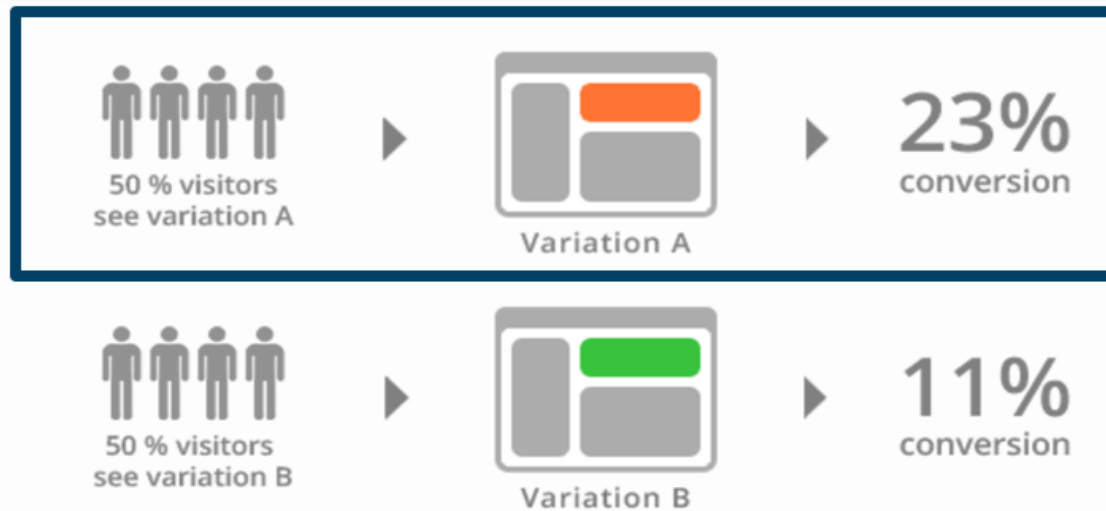 50 % visitors
see variation A
Variation A
23%
conversion
50 % visitors
see variation B
Variation B
11%
conversion